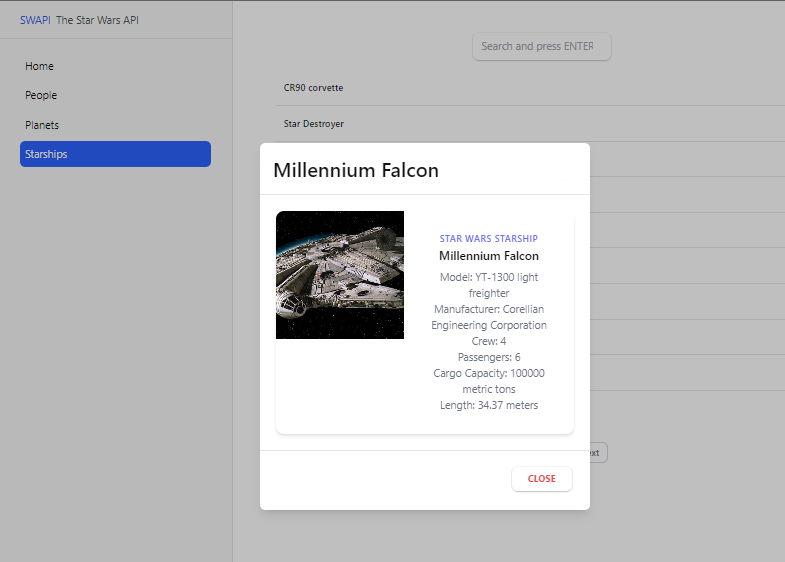 SWAPI The Star Wars API
Home
People
Planets
Starships
Search and press ENTER
CR90 corvette
Star Destroyer
Millennium Falcon
STAR WARS STARSHIP
Millennium Falcon
Model: YT-1300 light
freighter
Manufacturer: Corellian
Engineering Corporation
Crew: 4
Passengers: 6
Cargo Capacity: 100000
metric tons
Length: 34.37 meters
CLOSE